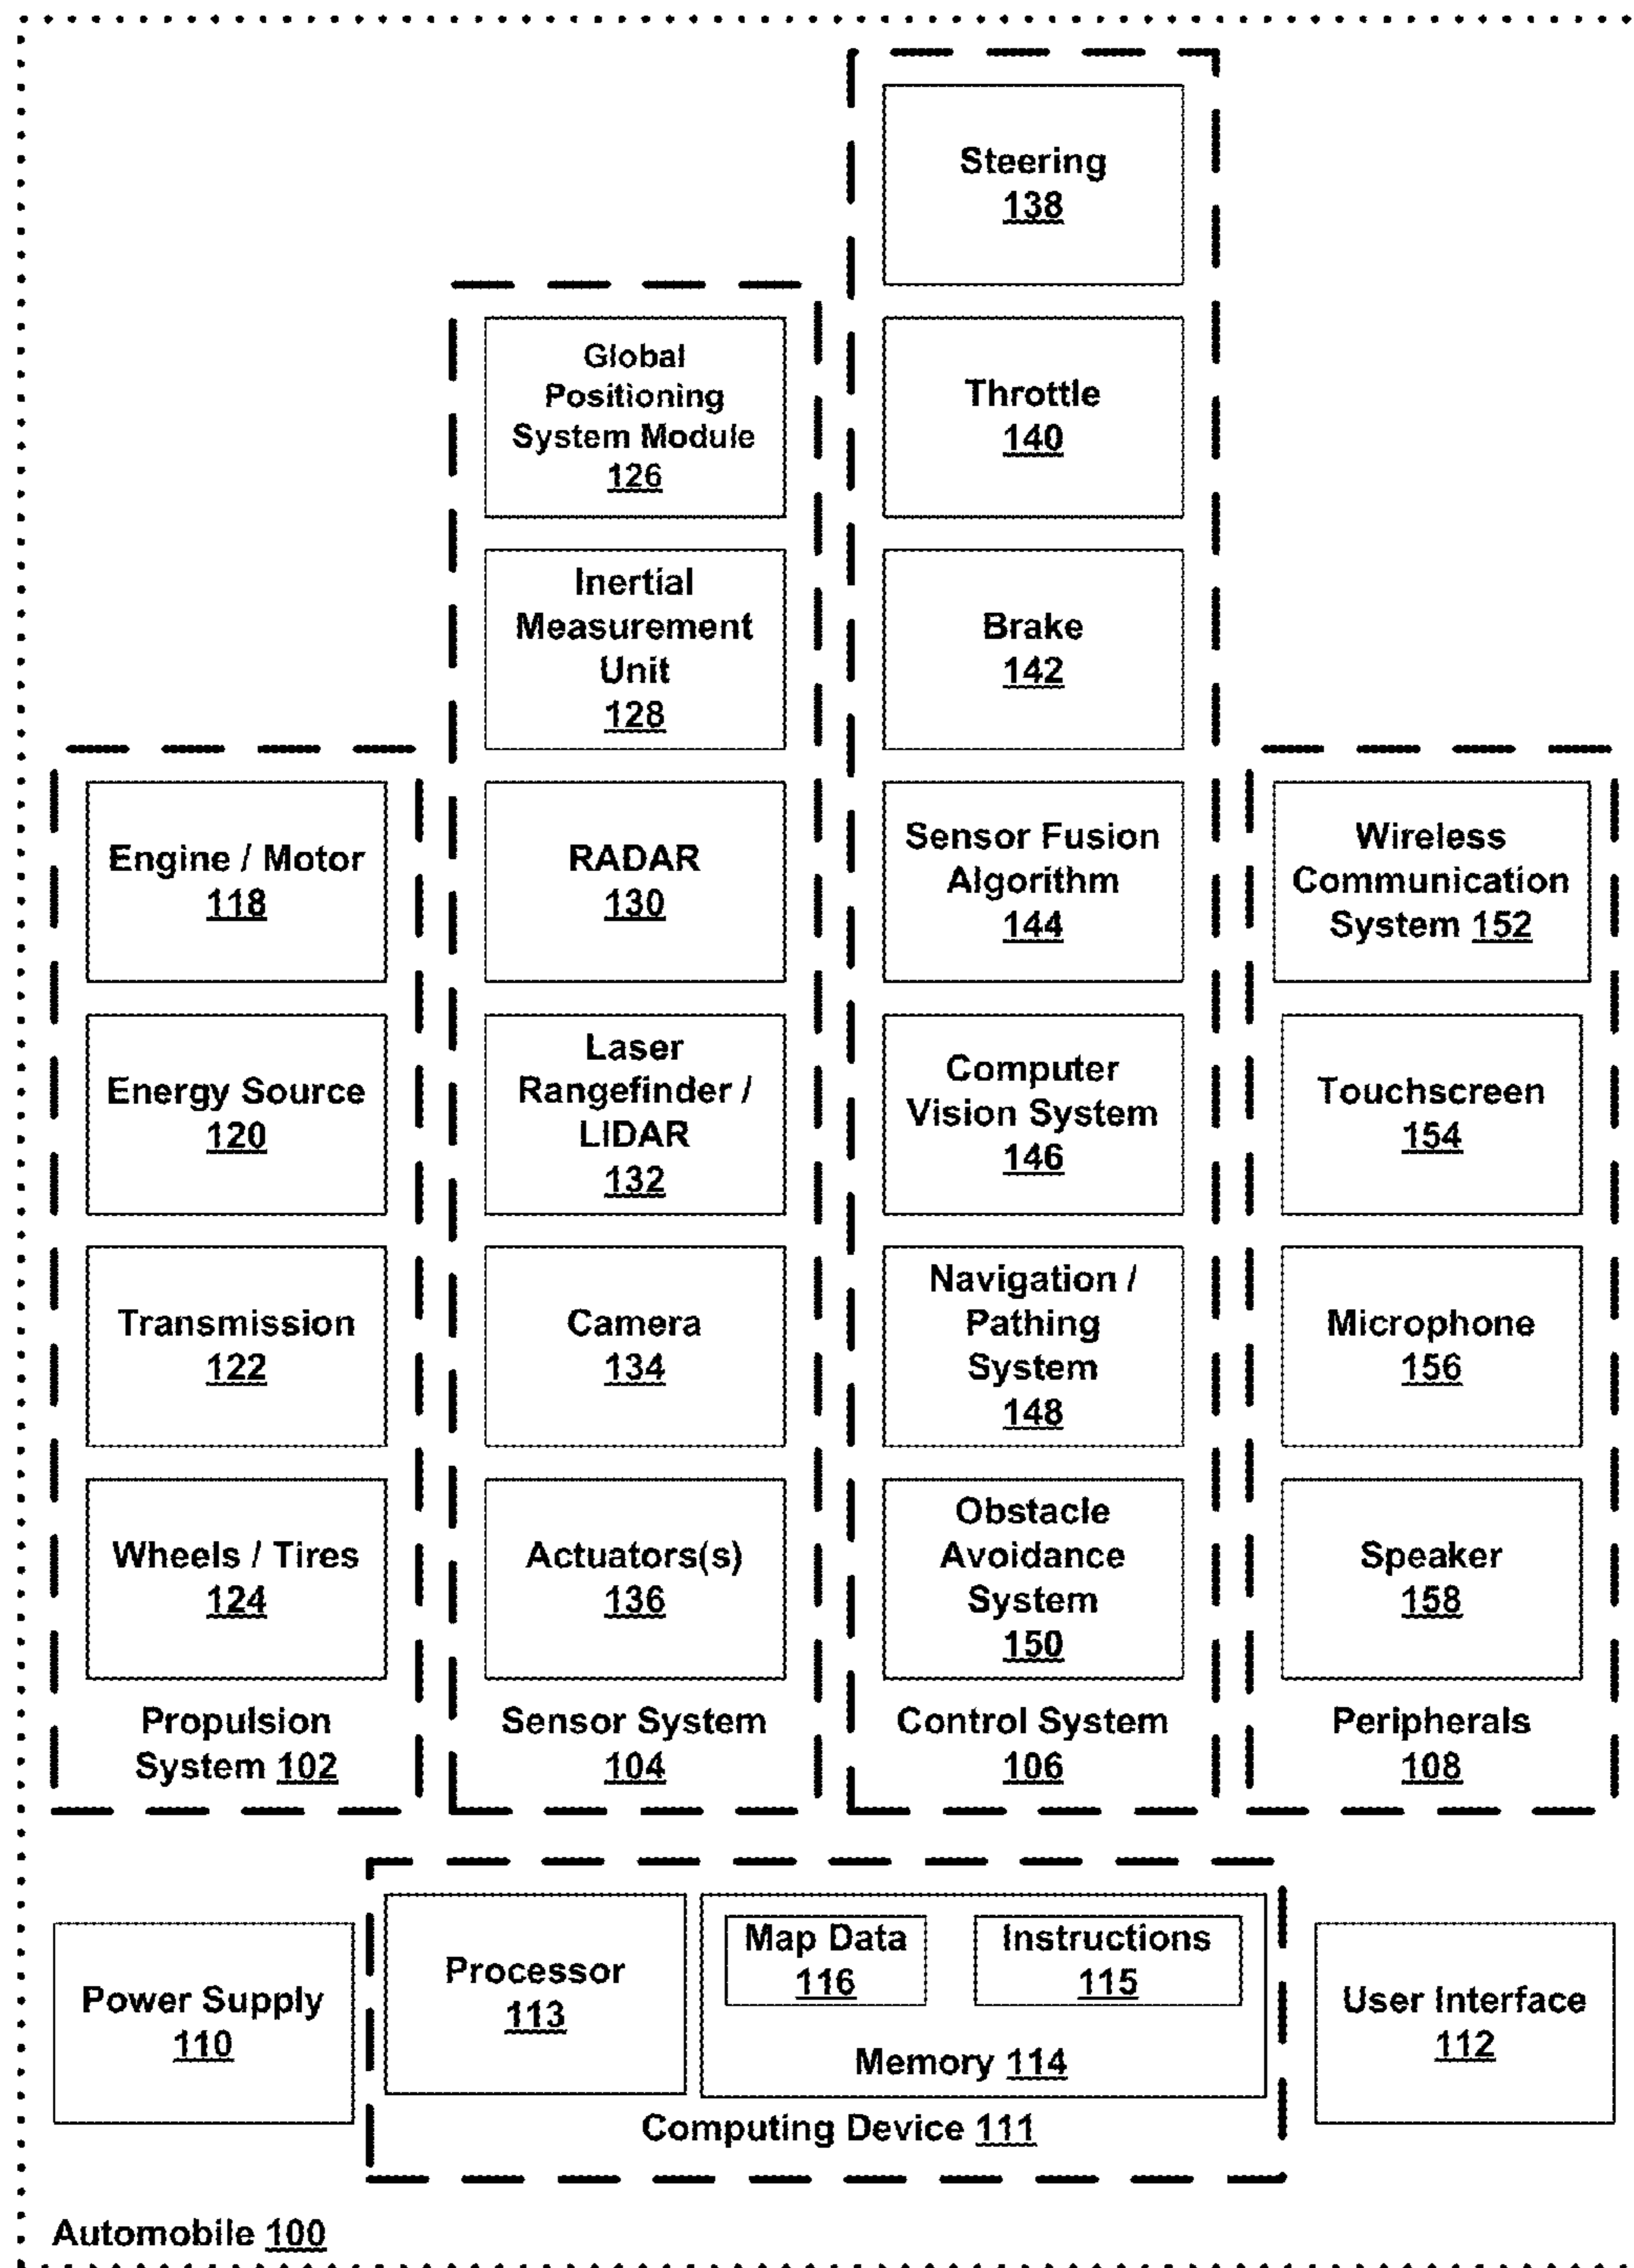 Steering
138
Throttle
140
Brake
142
Sensor Fusion
Algorithm
144
Computer
Vision System
146
Navigation /
Pathing
System
148
Obstacle
Avoidance
System
150
Control System
106
Global
Positioning
System Module
126
Inertial
Measurement
Unit
128
RADAR
130
Laser
Rangefinder /
LIDAR
132
Camera
134
Actuators(s)
136
Sensor System
104
Engine / Motor
118
Energy Source
120
Transmission
122
Wheels / Tires
124
Propulsion
System 102
Wireless
Communication
System 152
Touchscreen
154
Microphone
156
Speaker
158
Peripherals
108
Power Supply
110
Processor
113
Map Data
116
Instructions
115
Memory 114
Computing Device 111
User Interface
112
Automobile 100